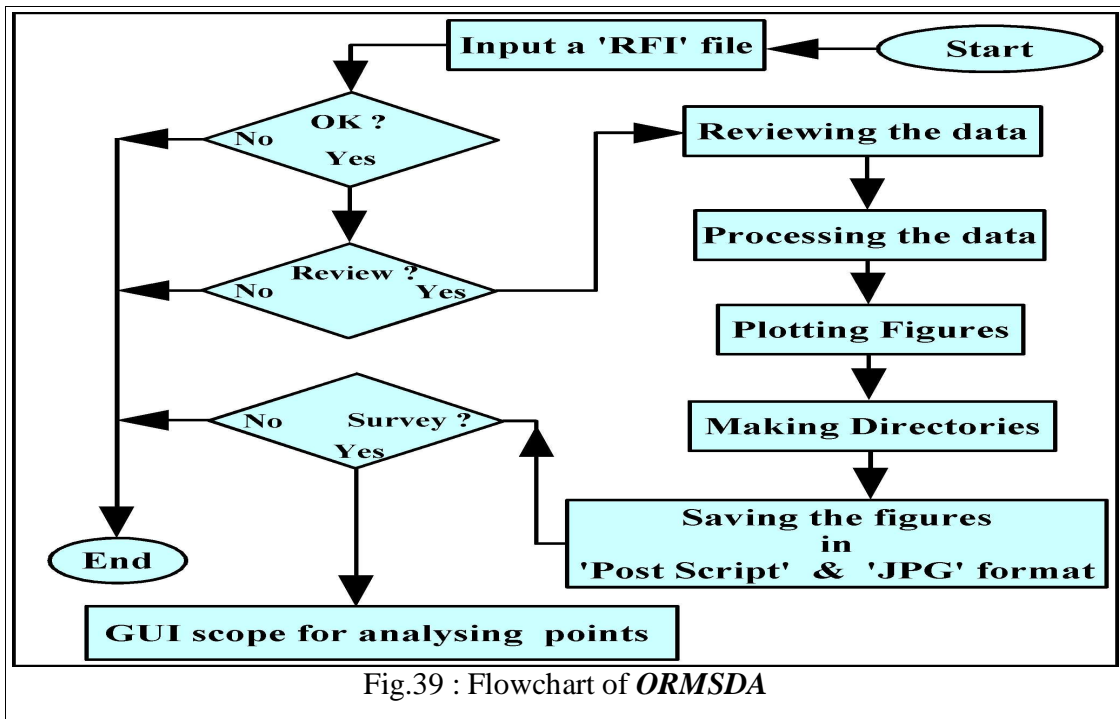 Start
Input a 'RFI' file
OK ?
No
Yes
Review ?
No
Yes
Reviewing the data
Processing the data
Plotting Figures
Making Directories
Saving the figures
in
'Post Script' & 'JPG' format
Survey ?
No
Yes
End
GUI scope for analysing points
Fig.39 : Flowchart of ORMSDA